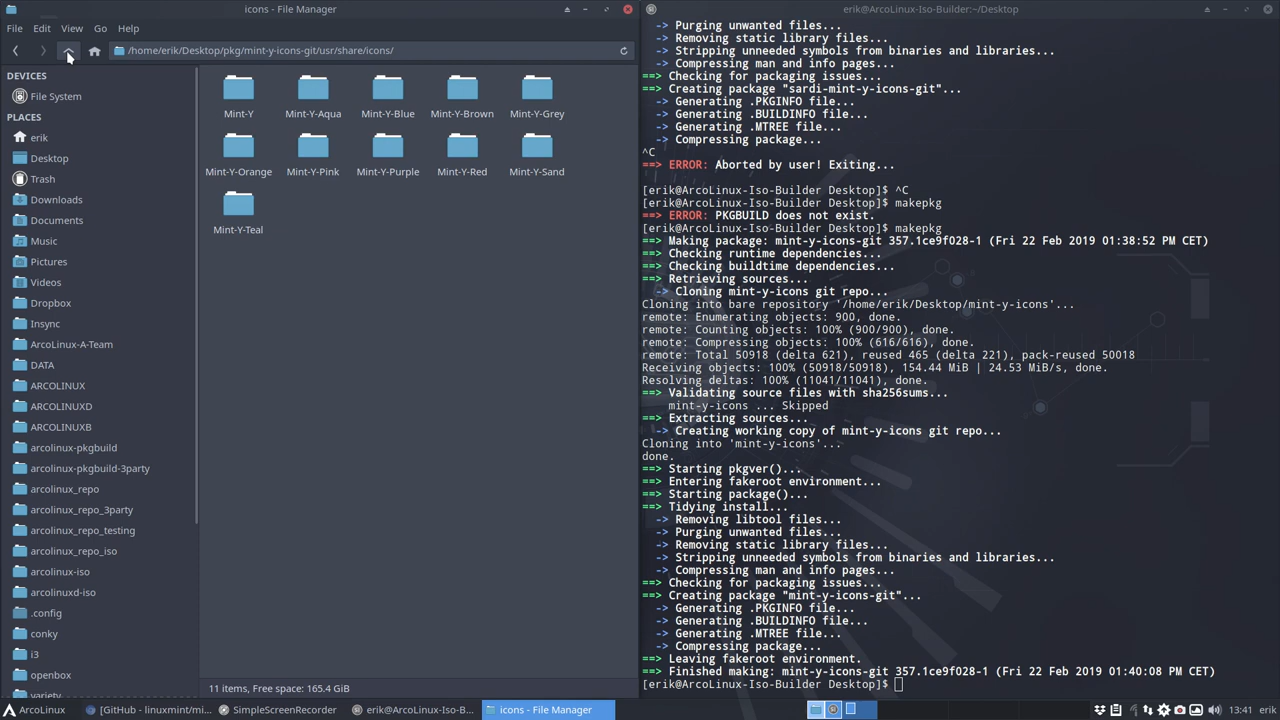 icons - File Manager
File Edit View Go Help
/home/erik/Desktop/pkg/mint-y-icons-git/usr/share/icons/
DEVICES
File System
PLACES
erik
Desktop
Trash
Downloads
Documents
Music
Pictures
Videos
Dropbox
Insync
ArcoLinux-A-Team
DATA
ARCOLINUX
ARCOLINUXD
ARCOLINUXB
arcolinux-pkgbuild
arcolinux-pkgbuild-3party
arcolinux_repo
arcolinux_repo_3party
arcolinux_repo_testing
arcolinux_repo_iso
arcolinux-iso
arcolinuxd-iso
.config
conky
i3
openbox
variety
Mint-Y Mint-Y-Aqua Mint-Y-Blue Mint-Y-Brown Mint-Y-Grey
Mint-Y-Orange Mint-Y-Pink Mint-Y-Purple Mint-Y-Red Mint-Y-Sand
Mint-Y-Teal
11 items, Free space: 165.4 GiB
erik@ArcoLinux-Iso-Builder:~/Desktop
-> Purging unwanted files...
-> Removing static library files...
-> Stripping unneeded symbols from binaries and libraries...
-> Compressing man and info pages...
==> Checking for packaging issues...
==> Creating package "sardi-mint-y-icons-git"...
-> Generating .PKGINFO file...
-> Generating .BUILDINFO file...
-> Generating .MTREE file...
-> Compressing package...
^C
==> ERROR: Aborted by user! Exiting...
[erik@ArcoLinux-Iso-Builder Desktop]$ ^C
[erik@ArcoLinux-Iso-Builder Desktop]$ makepkg
==> ERROR: PKGBUILD does not exist.
[erik@ArcoLinux-Iso-Builder Desktop]$ makepkg
==> Making package: mint-y-icons-git 357.1ce9f028-1 (Fri 22 Feb 2019 01:38:52 PM CET)
==> Checking runtime dependencies...
==> Checking buildtime dependencies...
==> Retrieving sources...
-> Cloning mint-y-icons git repo...
Cloning into bare repository '/home/erik/Desktop/mint-y-icons'...
remote: Enumerating objects: 900, done.
remote: Counting objects: 100% (900/900), done.
remote: Compressing objects: 100% (616/616), done.
remote: Total 50918 (delta 621), reused 465 (delta 221), pack-reused 50018
Receiving objects: 100% (50918/50918), 154.44 MiB | 24.53 MiB/s, done.
Resolving deltas: 100% (11041/11041), done.
==> Validating source files with sha256sums...
mint-y-icons ... Skipped
==> Extracting sources...
-> Creating working copy of mint-y-icons git repo...
Cloning into 'mint-y-icons'...
done.
==> Starting pkgver()...
==> Entering fakeroot environment...
==> Starting package()...
==> Tidying install...
-> Removing libtool files...
-> Purging unwanted files...
-> Removing static library files...
-> Stripping unneeded symbols from binaries and libraries...
-> Compressing man and info pages...
==> Checking for packaging issues...
==> Creating package "mint-y-icons-git"...
-> Generating .PKGINFO file...
-> Generating .BUILDINFO file...
-> Generating .MTREE file...
-> Compressing package...
==> Leaving fakeroot environment.
==> Finished making: mint-y-icons-git 357.1ce9f028-1 (Fri 22 Feb 2019 01:40:08 PM CET)
[erik@ArcoLinux-Iso-Builder Desktop]$
ArcoLinux [GitHub - linuxmint/mi... SimpleScreenRecorder erik@ArcoLinux-Iso-B... icons - File Manager 13:41 erik